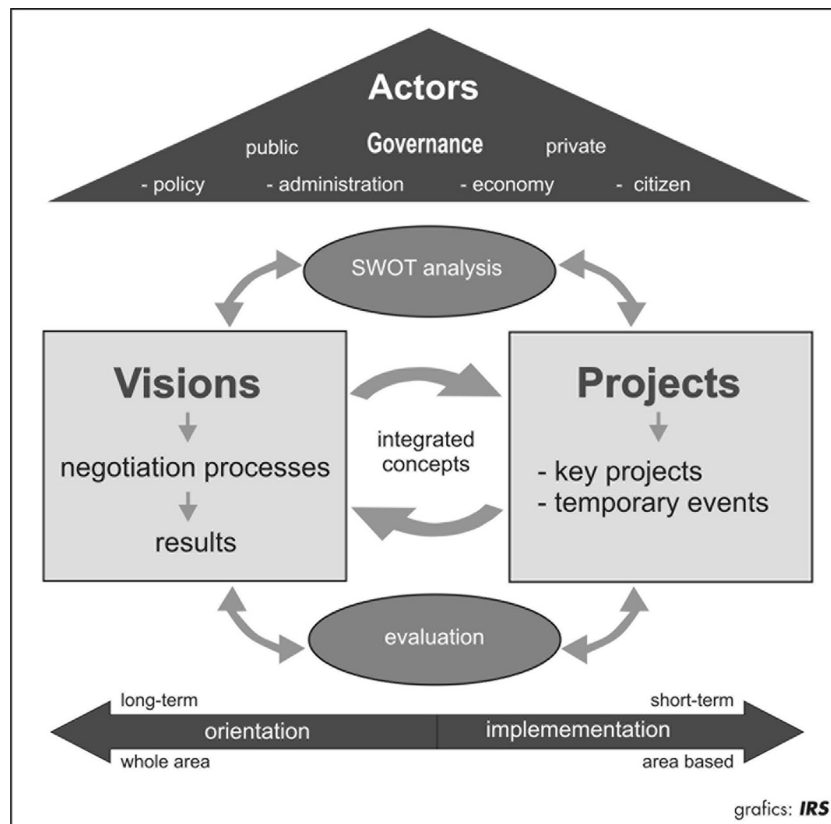 Actors
public Governance private
- policy - administration - economy - citizen
SWOT analysis
Visions
negotiation processes
results
integrated
concepts
Projects
- key projects
- temporary events
evaluation
long-term short-term
orientation implemementation
whole area area based
grafics: IRS